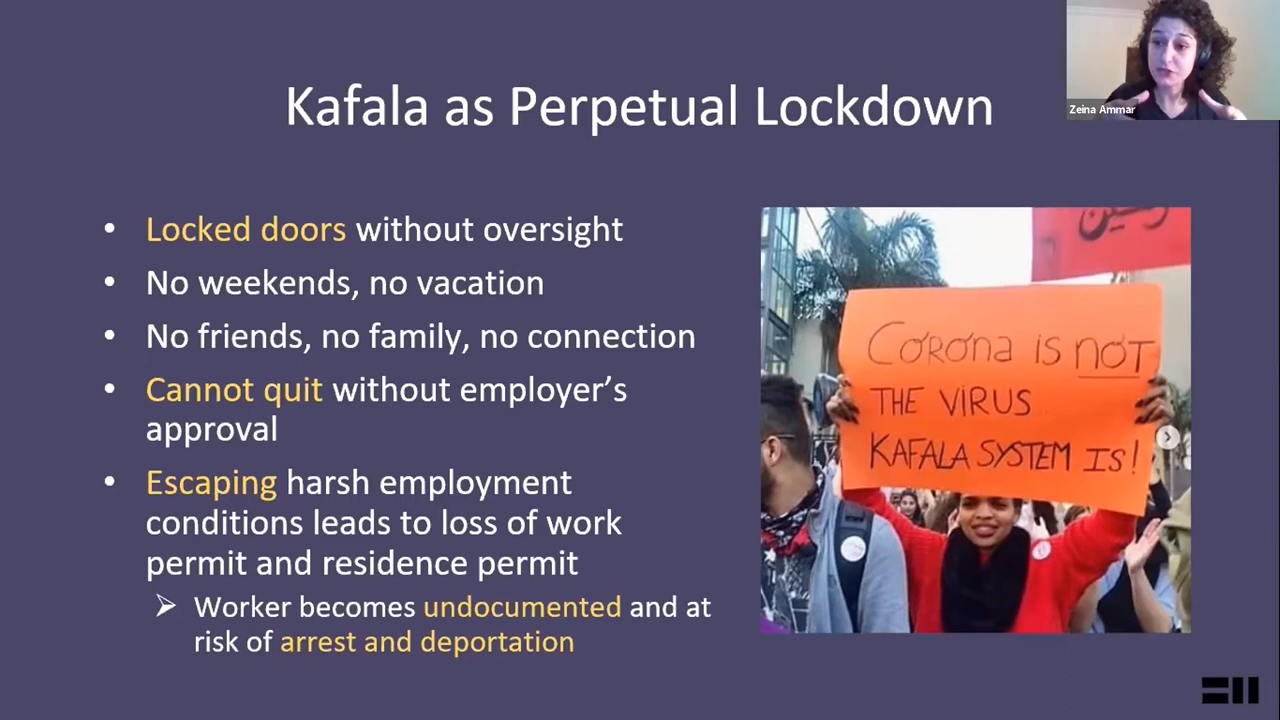 Kafala as Perpetual Lockdown
Zeina Ammar
• Locked doors without oversight
• No weekends, no vacation
• No friends, no family, no connection
• Cannot quit without employer’s
approval
• Escaping harsh employment
conditions leads to loss of work
permit and residence permit
➢ Worker becomes undocumented and at
risk of arrest and deportation
Corona is not
THE VIRUS
KAFALA SYSTEM IS!